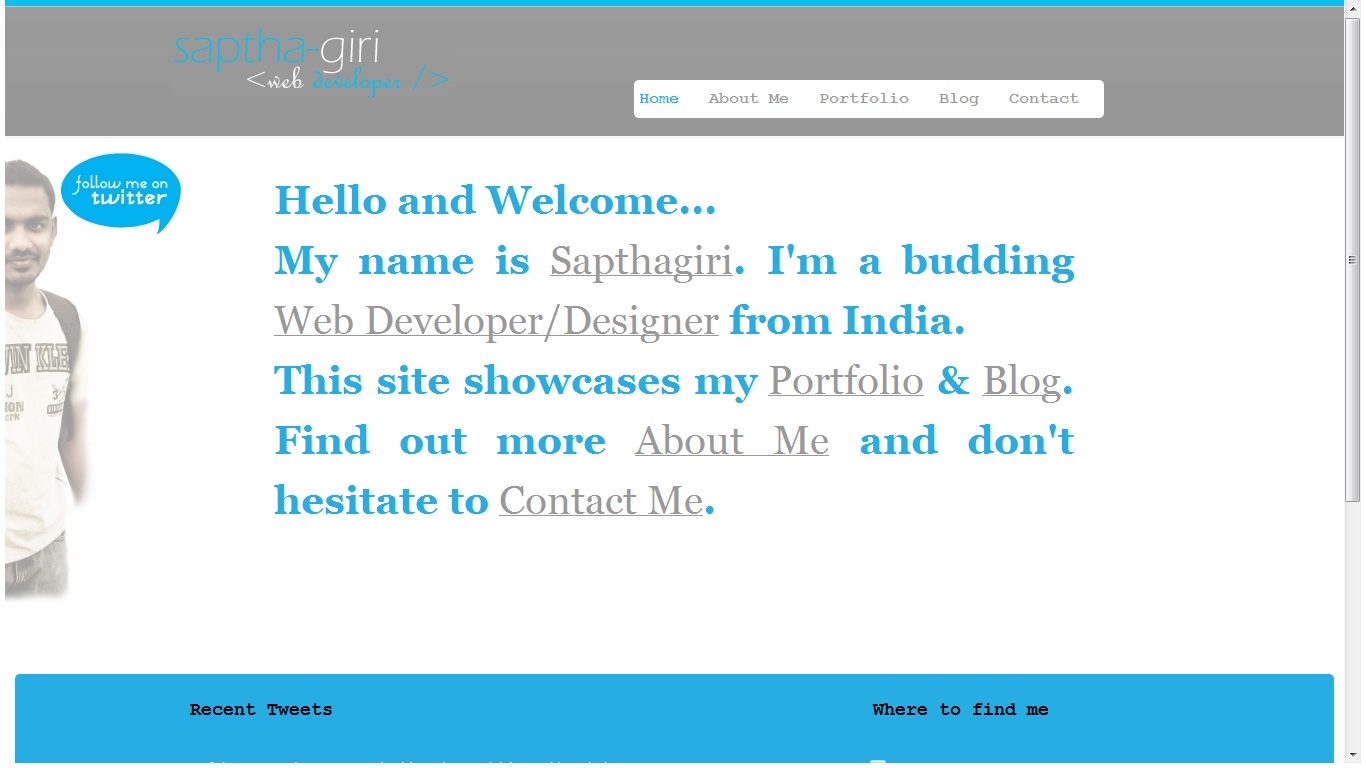 saptha-giri
<web developer />
Home About Me Portfolio Blog Contact
follow me on
twitter
Hello and Welcome...
My name is Sapthagiri. I'm a budding
Web Developer/Designer from India.
This site showcases my Portfolio & Blog.
Find out more About Me and don't
hesitate to Contact Me.
Recent Tweets
Where to find me